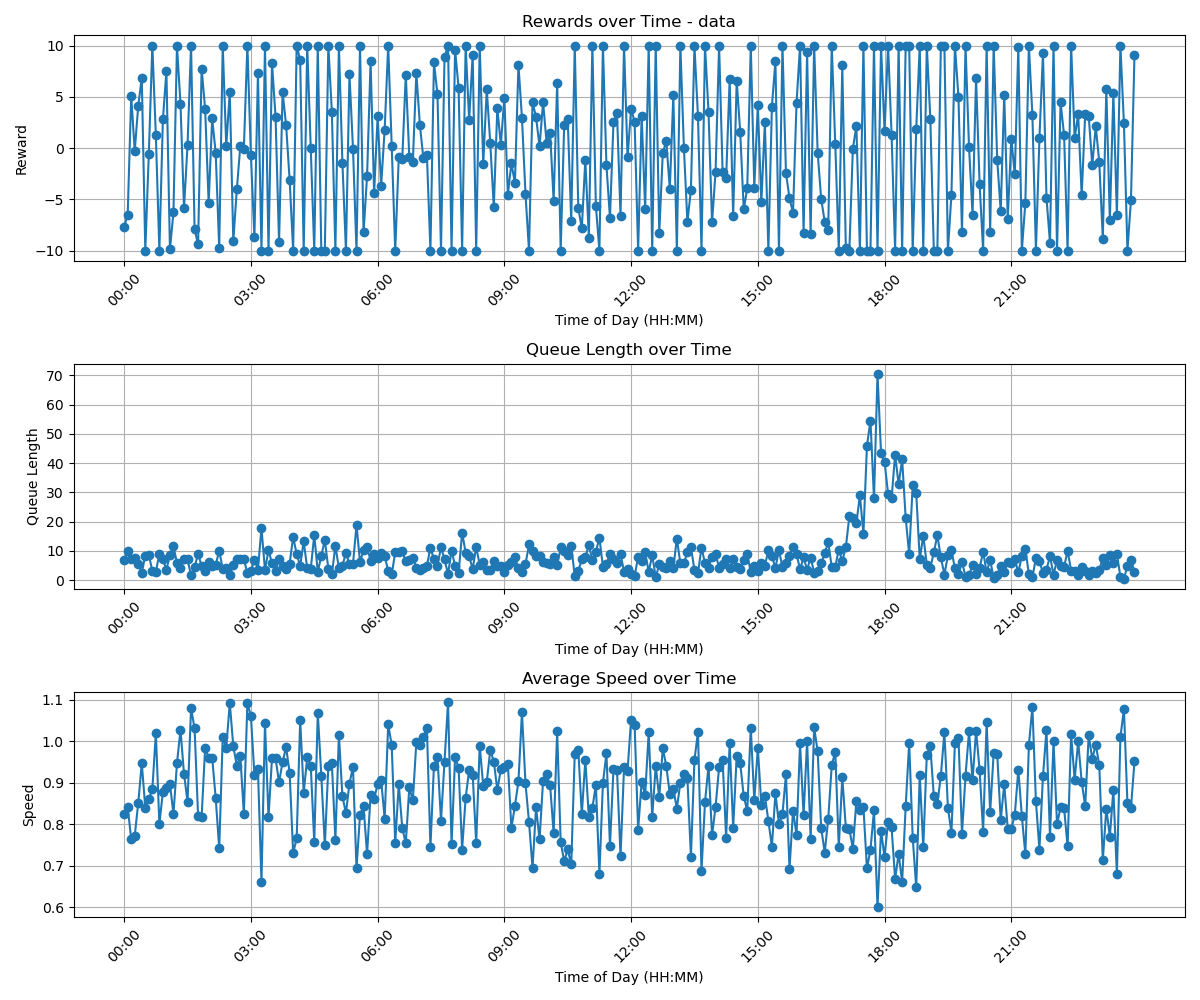 Rewards over Time - data
Reward
10
5
0
−5
−10
00:00 03:00 06:00 09:00 12:00 15:00 18:00 21:00
Time of Day (HH:MM)
Queue Length over Time
Queue Length
70
60
50
40
30
20
10
0
00:00 03:00 06:00 09:00 12:00 15:00 18:00 21:00
Time of Day (HH:MM)
Average Speed over Time
Speed
1.1
1.0
0.9
0.8
0.7
0.6
00:00 03:00 06:00 09:00 12:00 15:00 18:00 21:00
Time of Day (HH:MM)